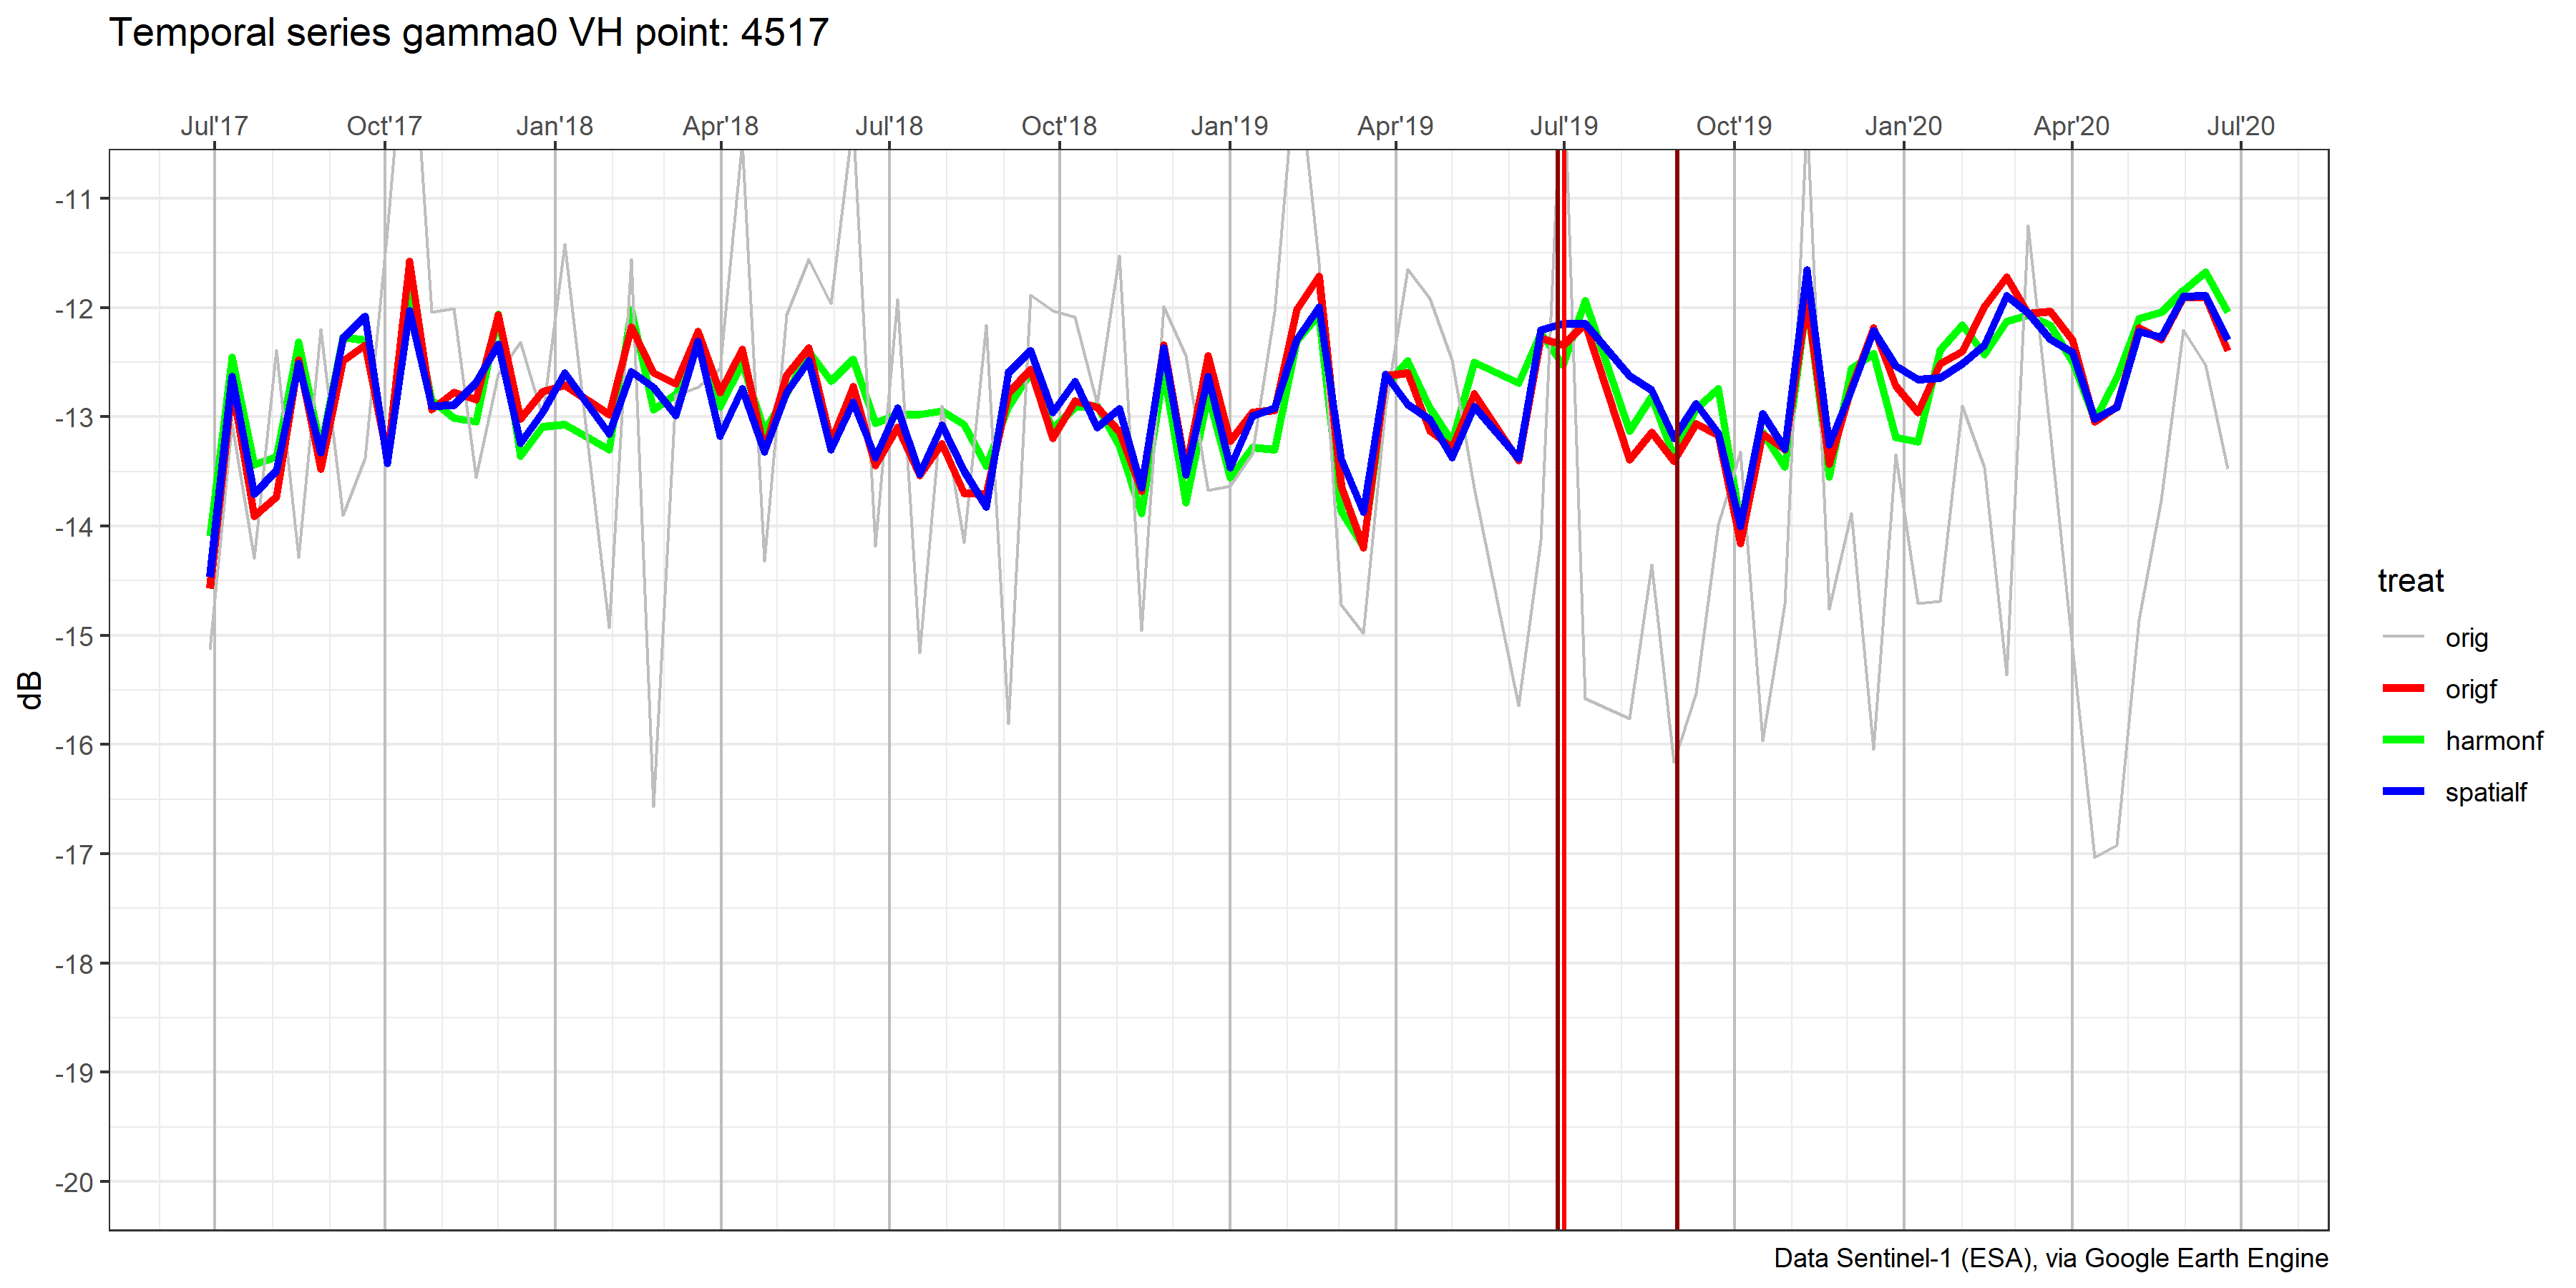 Temporal series gamma0 VH point: 4517
Jul'17 Oct'17 Jan'18 Apr'18 Jul'18 Oct'18 Jan'19 Apr'19 Jul'19 Oct'19 Jan'20 Apr'20 Jul'20
-11
-12
-13
-14
-15
-16
-17
-18
-19
-20
dB
treat
orig
origf
harmonf
spatialf
Data Sentinel-1 (ESA), via Google Earth Engine